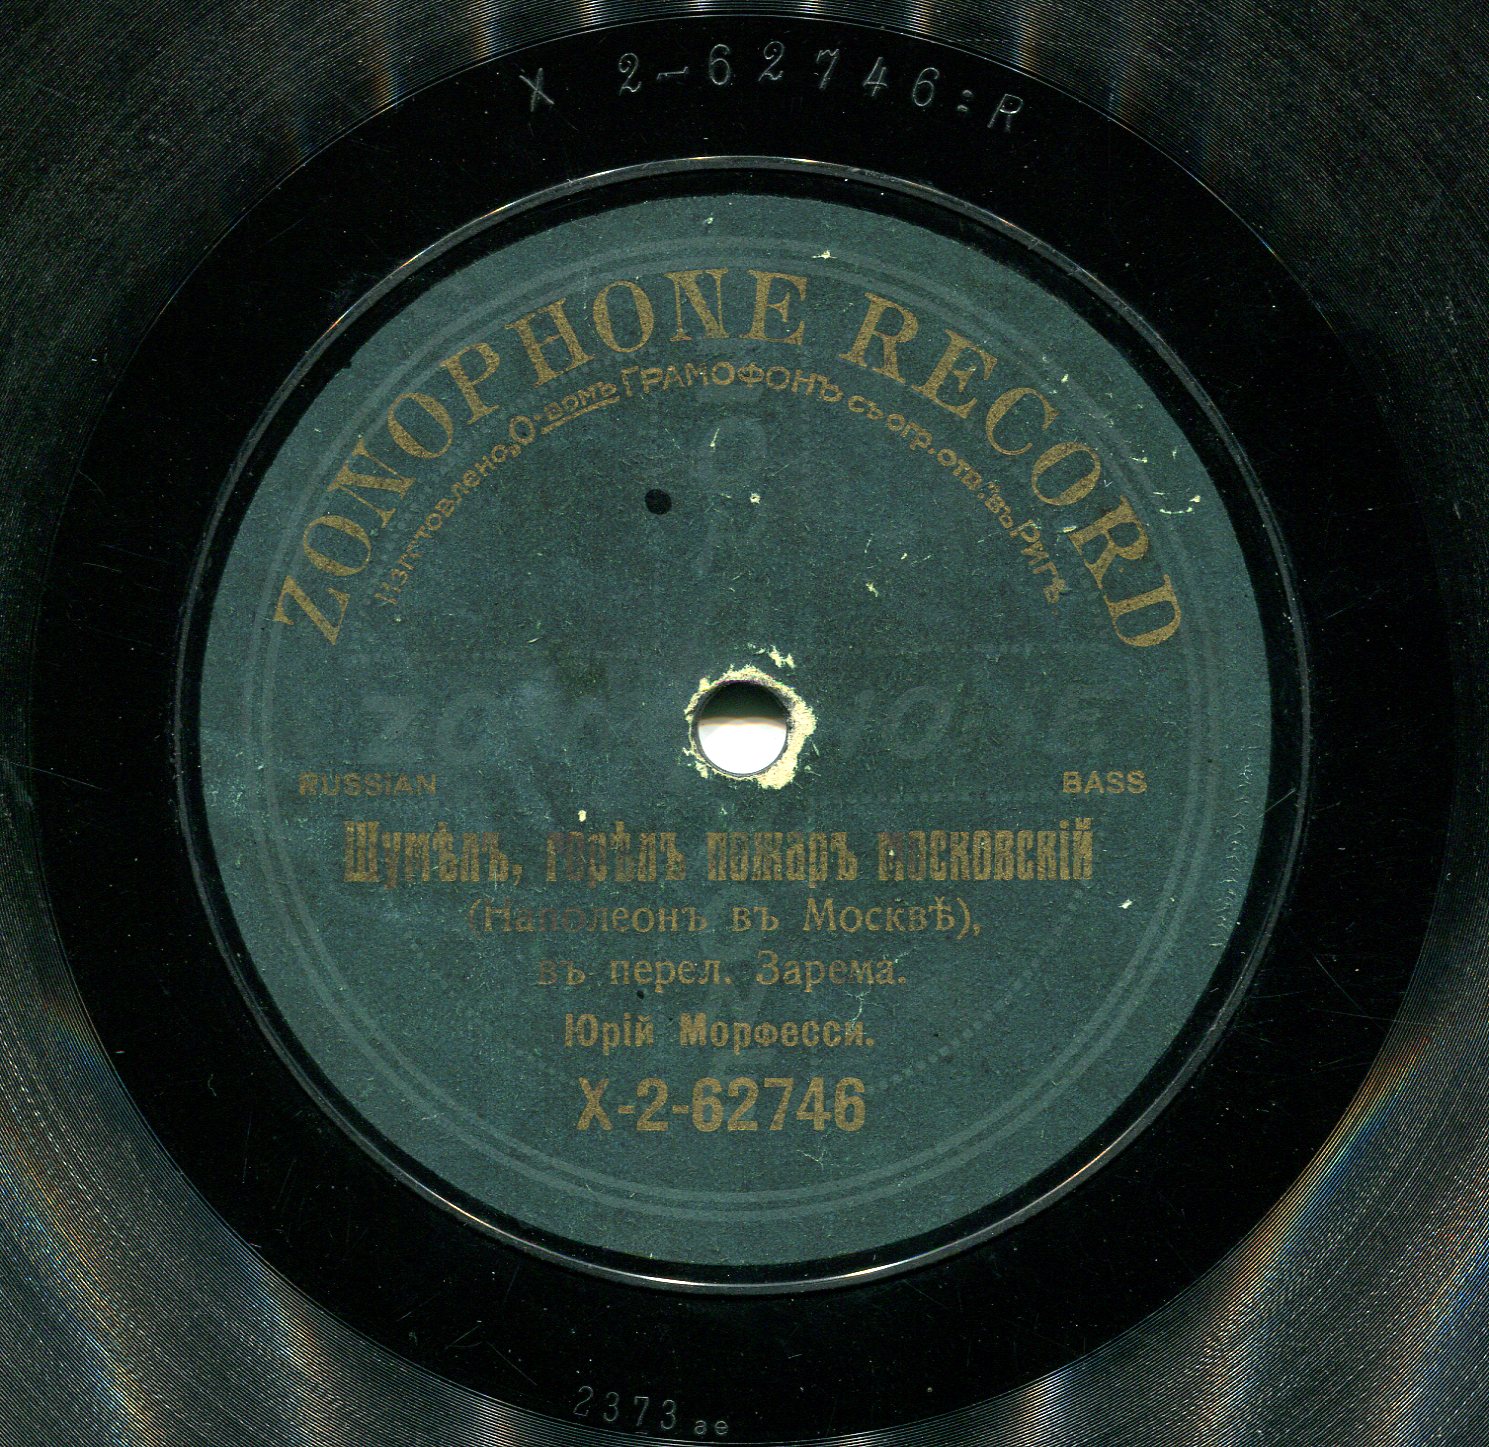 X 2-62746:R
ZONOPHONE RECORD
Изготовлено „О-вомъ Грамофонъ съ огр. отв.“ въ Ригѣ
ZONOPHONE
RUSSIAN BASS
Шумѣлъ, горѣлъ пожаръ московскій
(Наполеонъ въ Москвѣ),
въ перел. Зарема.
Юрій Морфесси.
X-2-62746
2373 ae